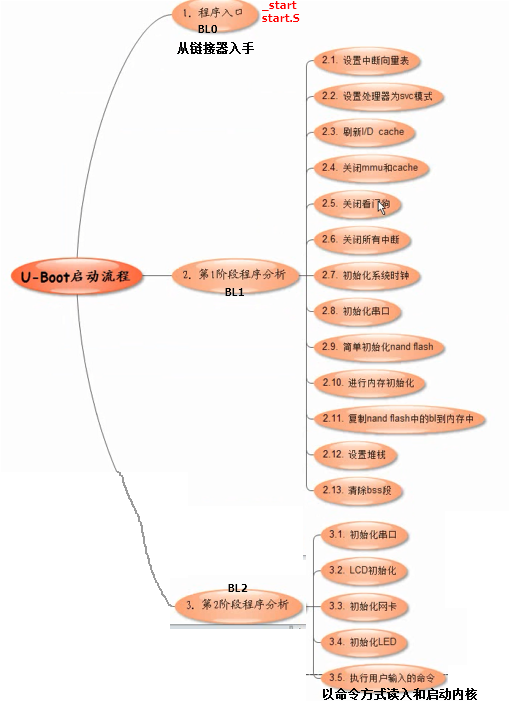 1. 程序入口
_start
start.S
BL0
从链接器入手
U-Boot启动流程
2. 第1阶段程序分析
BL1
2.1. 设置中断向量表
2.2. 设置处理器为svc模式
2.3. 刷新I/D cache
2.4. 关闭mmu和cache
2.5. 关闭看门狗
2.6. 关闭所有中断
2.7. 初始化系统时钟
2.8. 初始化串口
2.9. 简单初始化nand flash
2.10. 进行内存初始化
2.11. 复制nand flash中的bl到内存中
2.12. 设置堆栈
2.13. 清除bss段
BL2
3. 第2阶段程序分析
3.1. 初始化串口
3.2. LCD初始化
3.3. 初始化网卡
3.4. 初始化LED
3.5. 执行用户输入的命令
以命令方式读入和启动内核